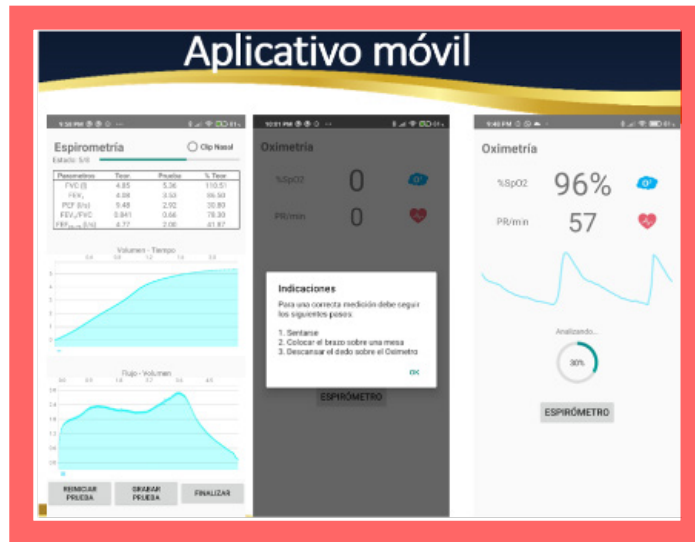 Aplicativo móvil
Espirometría
Clip Nasal
Estado: 5/8
Parametros Teor. Prueba % Teor
FVC (l) 4.85 5.36 110.51
FEV₁ 4.08 3.53 86.50
PEF (l/s) 9.48 2.92 30.80
FEV₁/FVC 0.841 0.66 78.30
4.77 2.00 41.87
Volumen - Tiempo
Flujo - Volumen
REINICIAR
PRUEBA
GRABAR
PRUEBA
FINALIZAR
Oximetría
%SpO2 0
PR/min 0
Indicaciones
Para una correcta medición debe seguir
los siguientes pasos:
1. Sentarse
2. Colocar el brazo sobre una mesa
3. Descansar el dedo sobre el Oximetro
OK
ESPIRÓMETRO
9:40 PM
Oximetría
%SpO2 96%
PR/min 57
Analizando...
30%
ESPIRÓMETRO